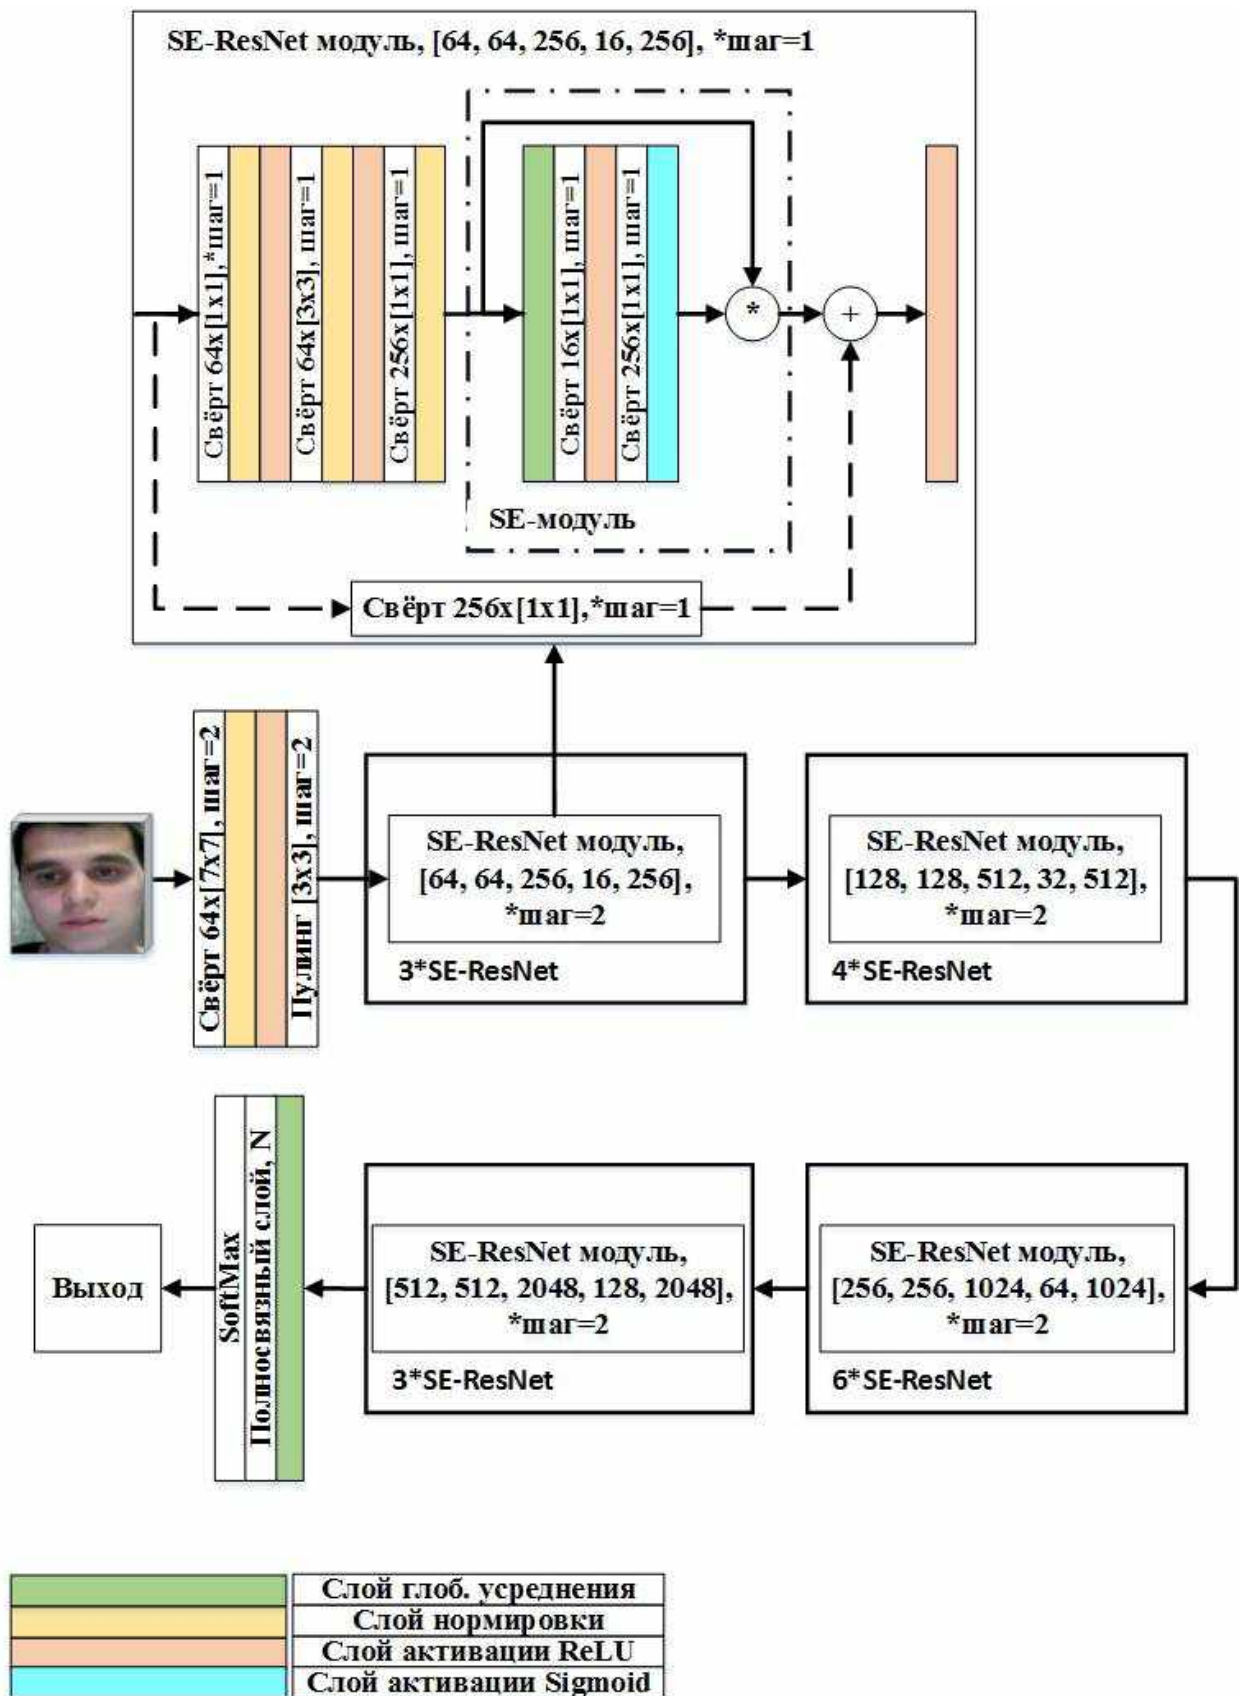 SE-ResNet модуль, [64, 64, 256, 16, 256], *шаг=1
Свёрт 64x[1x1],*шаг=1
Свёрт 64x[3x3], шаг=1
Свёрт 256x[1x1], шаг=1
Свёрт 16x[1x1], шаг=1
Свёрт 256x[1x1], шаг=1
*
+
SE-модуль
Свёрт 256x[1x1],*шаг=1
Свёрт 64x[7x7], шаг=2
Пулинг [3x3], шаг=2
SE-ResNet модуль,
[64, 64, 256, 16, 256],
*шаг=2
3*SE-ResNet
SE-ResNet модуль,
[128, 128, 512, 32, 512],
*шаг=2
4*SE-ResNet
Выход
SoftMax
Полносвязный слой, N
SE-ResNet модуль,
[512, 512, 2048, 128, 2048],
*шаг=2
3*SE-ResNet
SE-ResNet модуль,
[256, 256, 1024, 64, 1024],
*шаг=2
6*SE-ResNet
Слой глоб. усреднения
Слой нормировки
Слой активации ReLU
Слой активации Sigmoid